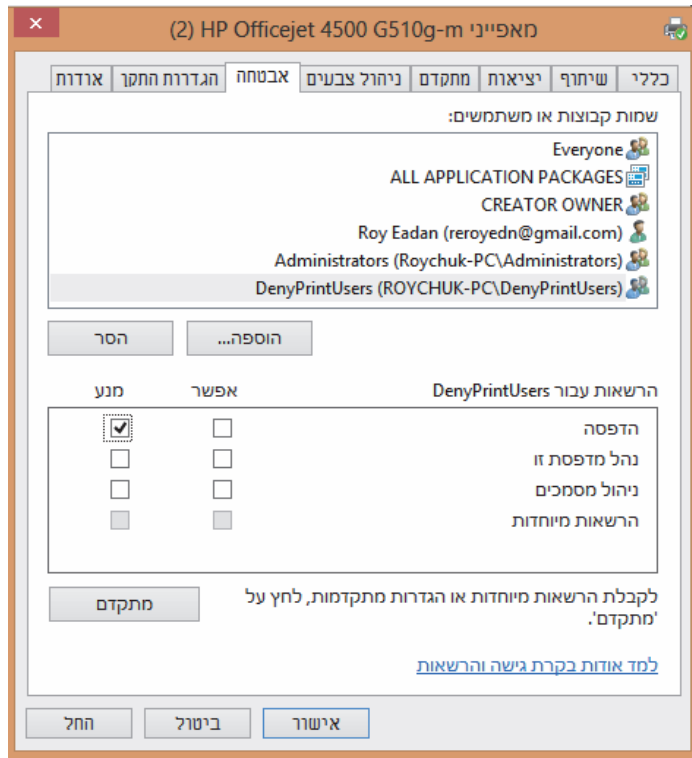 מאפייני HP Officejet 4500 G510g-m (2)
כללי שיתוף יציאות מתקדם ניהול צבעים אבטחה הגדרות התקן אודות
שמות קבוצות או משתמשים:
Everyone
ALL APPLICATION PACKAGES
CREATOR OWNER
Roy Eadan (reroyedn@gmail.com)
Administrators (Roychuk-PC\Administrators)
DenyPrintUsers (ROYCHUK-PC\DenyPrintUsers)
הוספה... הסר
הרשאות עבור DenyPrintUsers אפשר מנע
הדפסה
נהל מדפסת זו
ניהול מסמכים
הרשאות מיוחדות
לקבלת הרשאות מיוחדות או הגדרות מתקדמות, לחץ על
'מתקדם'.
מתקדם
למד אודות בקרת גישה והרשאות
אישור ביטול החל